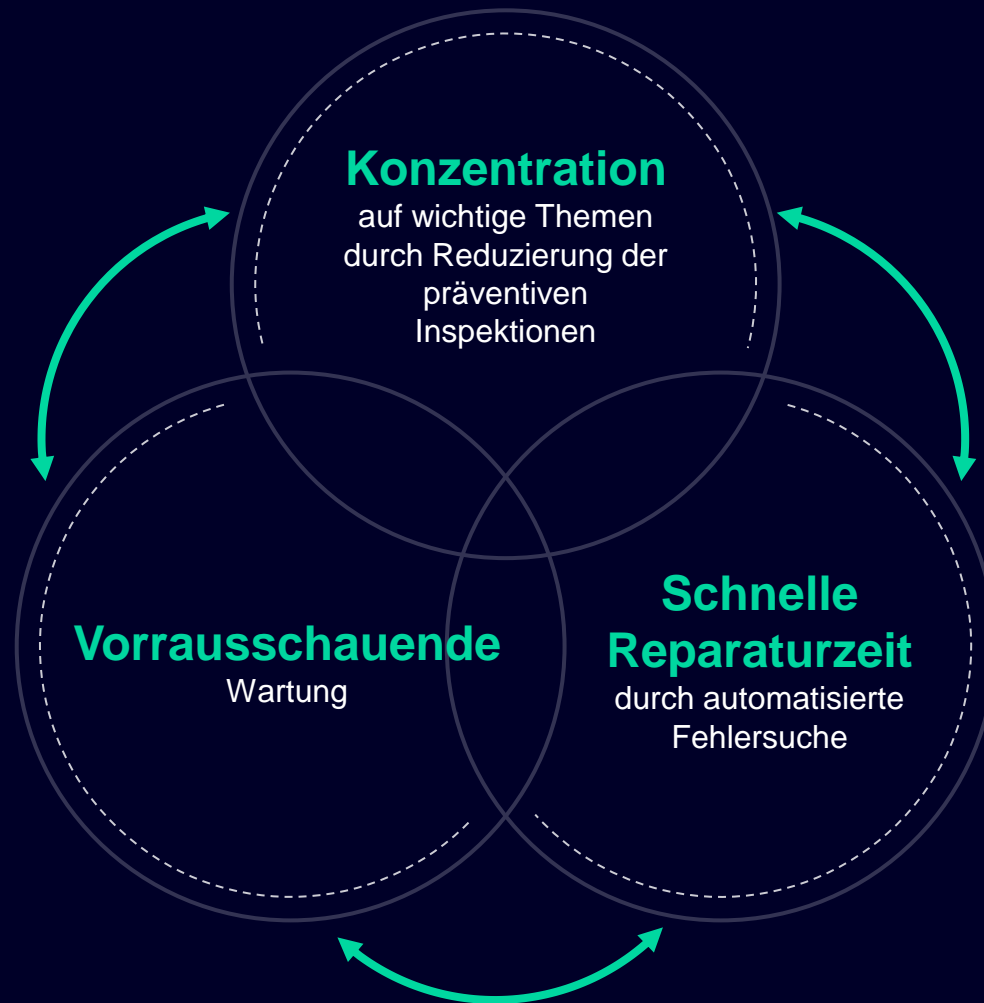 Konzentration
auf wichtige Themen
durch Reduzierung der
präventiven
Inspektionen
Vorrausschauende
Wartung
Schnelle
Reparaturzeit
durch automatisierte
Fehlersuche